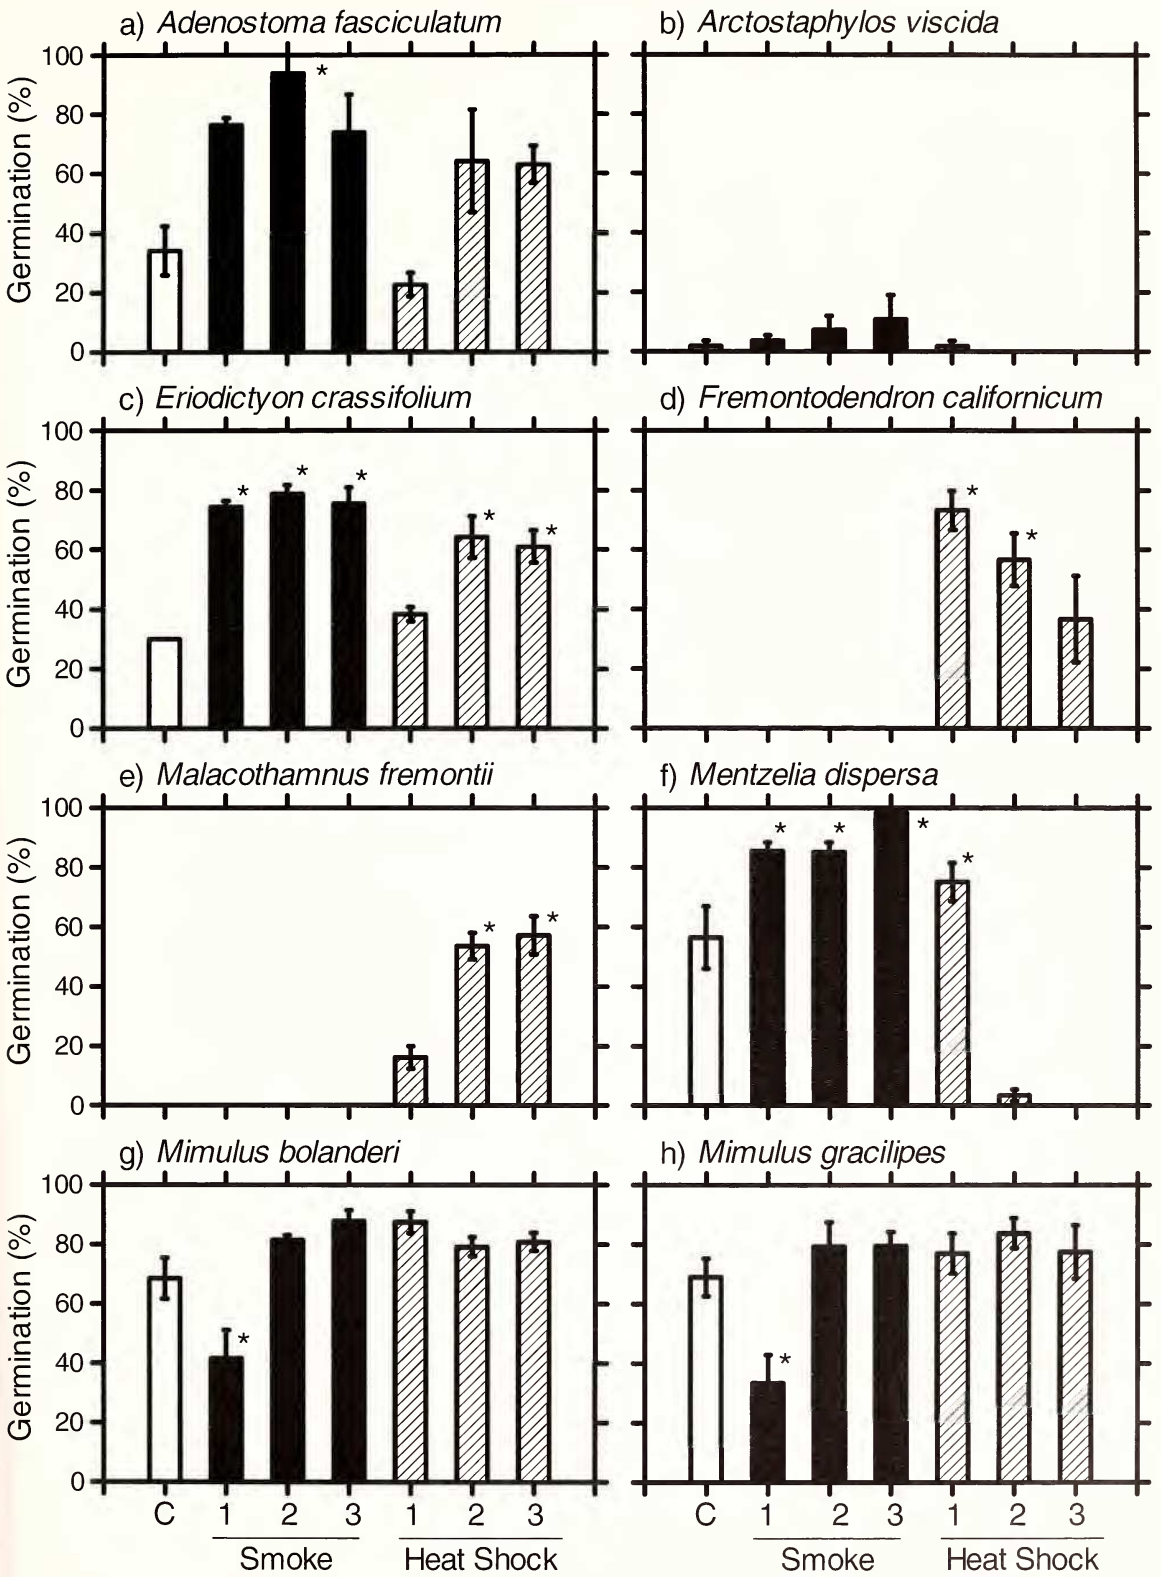 a) Adenostoma fasciculatum
b) Arctostaphylos viscida
Germination (%)
100
80
60
40
20
0
*
c) Eriodictyon crassifolium
d) Fremontodendron californicum
Germination (%)
100
80
60
40
20
0
* * * * *
* *
e) Malacothamnus fremontii
f) Mentzelia dispersa
Germination (%)
100
80
60
40
20
0
* *
* * * *
g) Mimulus bolanderi
h) Mimulus gracilipes
Germination (%)
100
80
60
40
20
0
*
*
C 1 2 3 1 2 3
Smoke Heat Shock
C 1 2 3 1 2 3
Smoke Heat Shock